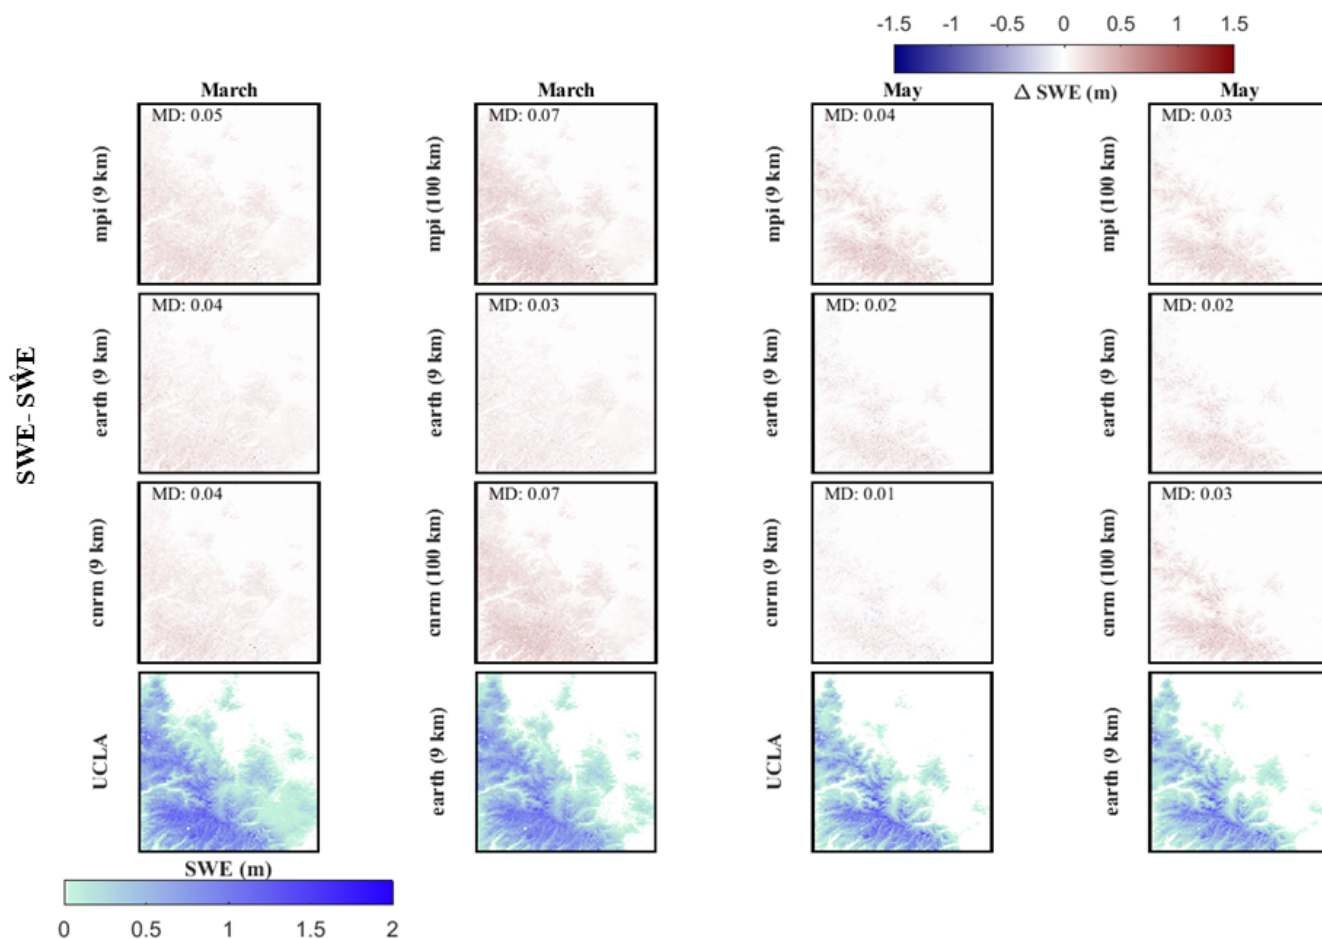 -1.5 -1 -0.5 0 0.5 1 1.5
March March May Δ SWE (m) May
MD: 0.05 MD: 0.07 MD: 0.04 MD: 0.03
mpi (9 km) mpi (100 km) mpi (9 km) mpi (100 km)
MD: 0.04 MD: 0.03 MD: 0.02 MD: 0.02
earth (9 km) earth (9 km) earth (9 km) earth (9 km)
SWE- SŴE
MD: 0.04 MD: 0.07 MD: 0.01 MD: 0.03
cnrm (9 km) cnrm (100 km) cnrm (9 km) cnrm (100 km)
UCLA earth (9 km) UCLA earth (9 km)
SWE (m)
0 0.5 1 1.5 2